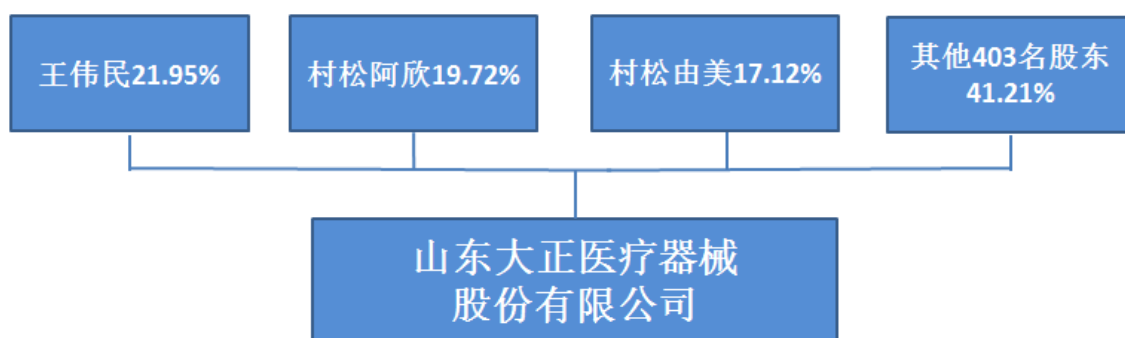 王伟民21.95%
村松阿欣19.72%
村松由美17.12%
其他403名股东
41.21%
山东大正医疗器械
股份有限公司